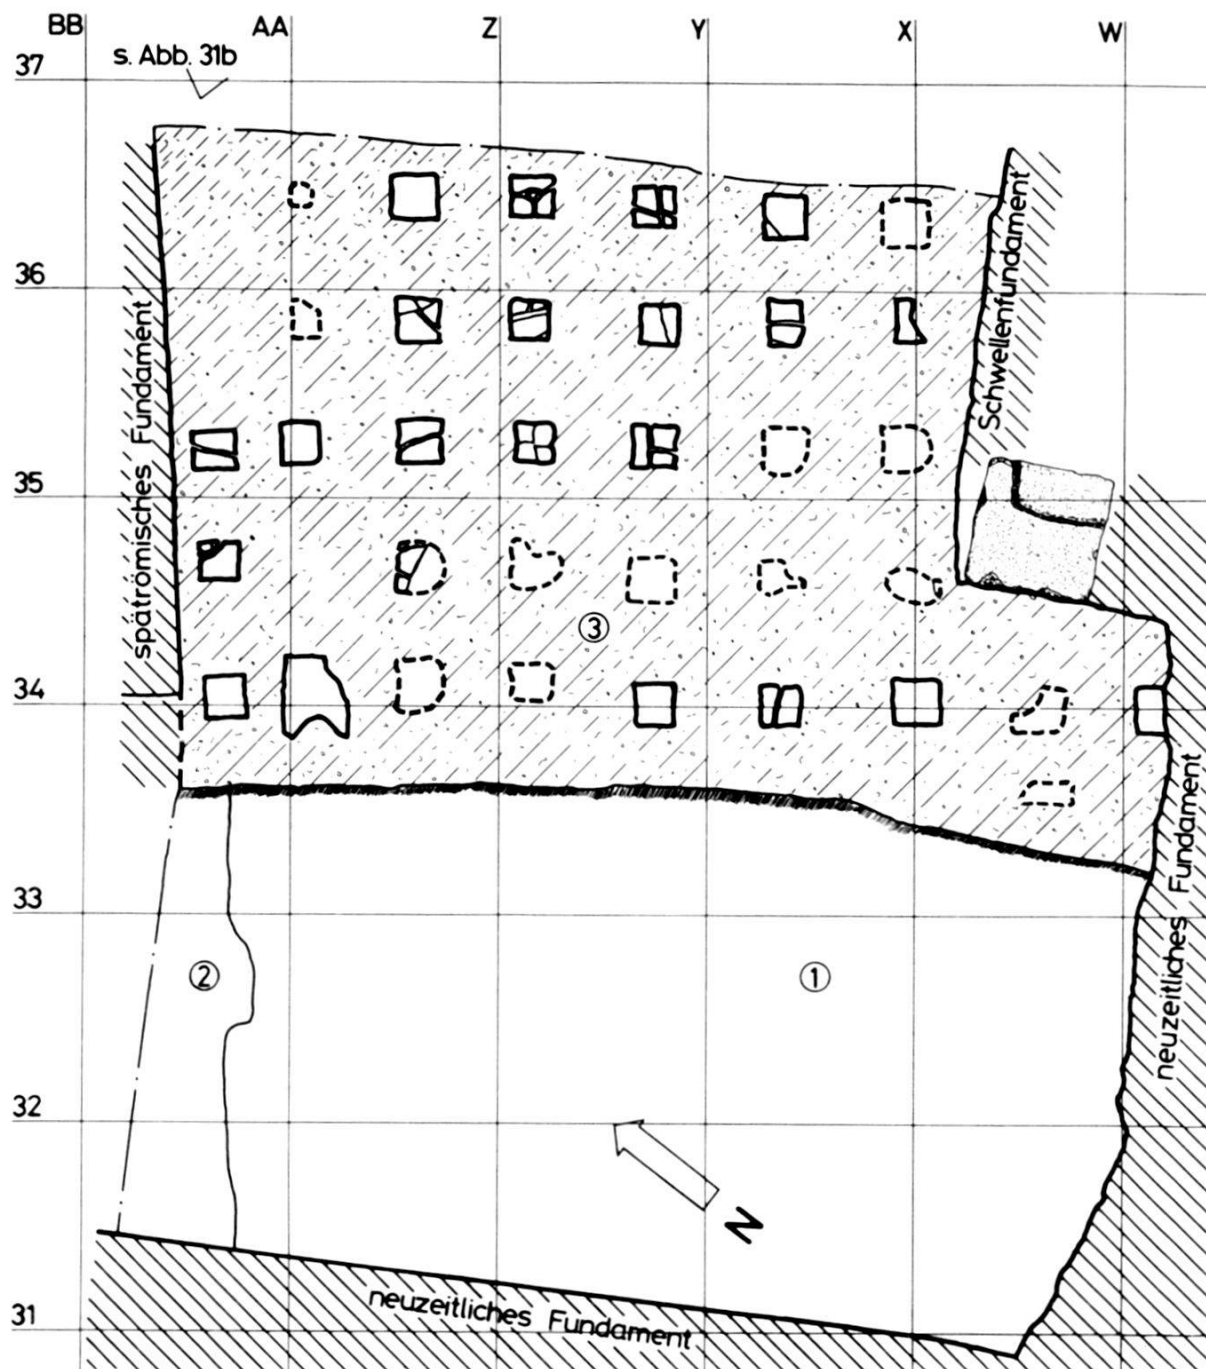 BB AA Z Y X W
s. Abb. 31b
37
36
35
34
33
32
31
spätrömisches Fundament
Schwellenfundament
③
② ①
neuzeitliches Fundament
N
neuzeitliches Fundament